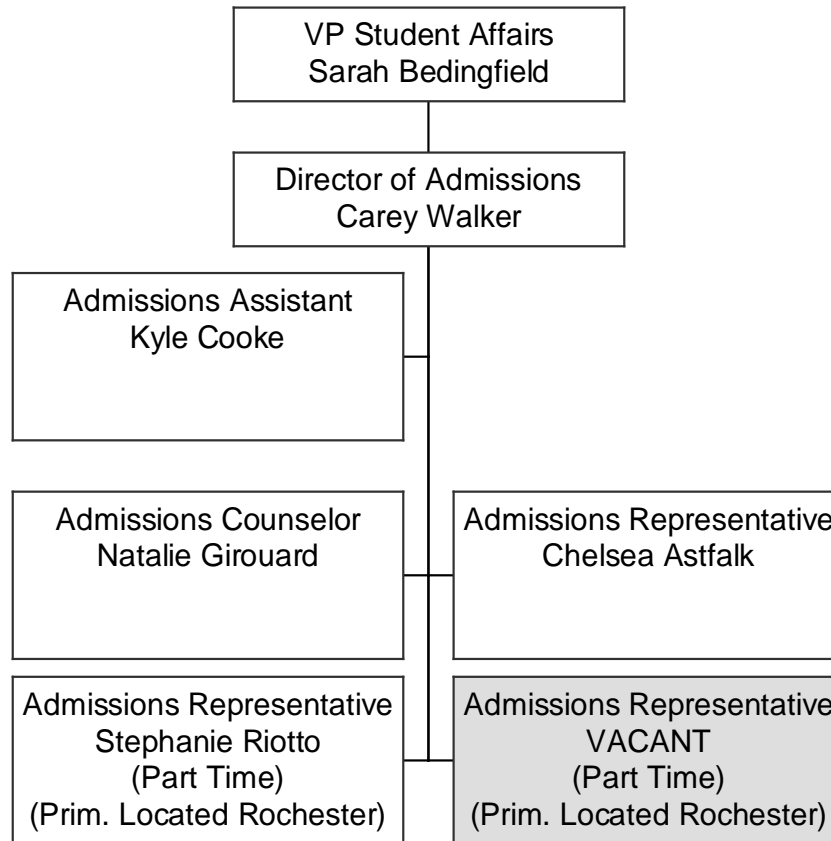 VP Student Affairs
Sarah Bedingfield
Director of Admissions
Carey Walker
Admissions Assistant
Kyle Cooke
Admissions Counselor
Natalie Girouard
Admissions Representative
Chelsea Astfalk
Admissions Representative
Stephanie Riotto
(Part Time)
(Prim. Located Rochester)
Admissions Representative
VACANT
(Part Time)
(Prim. Located Rochester)